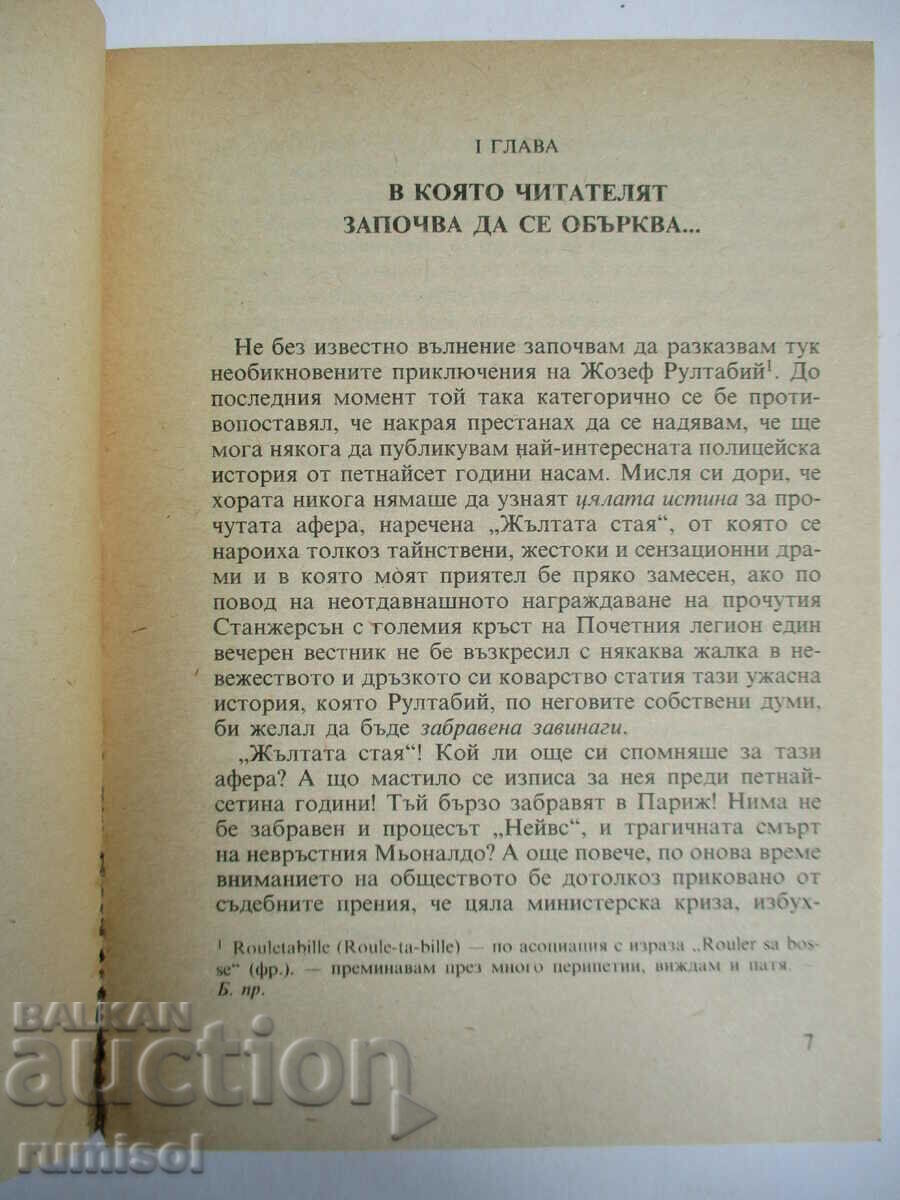 I ГЛАВА
В КОЯТО ЧИТАТЕЛЯТ
ЗАПОЧВА ДА СЕ ОБЪРКВА...
Не без известно вълнение започвам да разказвам тук
необикновените приключения на Жозеф Рултабий¹. До
последния момент той така категорично се бе проти-
вопоставял, че накрая престанах да се надявам, че ще
мога някога да публикувам най-интересната полицейска
история от петнайсет години насам. Мисля си дори, че
хората никога нямаше да узнаят цялата истина за про-
чутата афера, наречена „Жълтата стая“, от която се
нароиха толкоз тайнствени, жестоки и сензационни дра-
ми и в която моят приятел бе пряко замесен, ако по
повод на неотдавнашното награждаване на прочутия
Станжерсън с големия кръст на Почетния легион един
вечерен вестник не бе възкресил с някаква жалка в не-
вежеството и дръзкото си коварство статия тази ужасна
история, която Рултабий, по неговите собствени думи,
би желал да бъде забравена завинаги.
„Жълтата стая“! Кой ли още си спомняше за тази
афера? А що мастило се изписа за нея преди петнай-
сетина години! Тъй бързо забравят в Париж! Нима не
бе забравен и процесът „Нейвс“, и трагичната смърт
на невръстния Мьоналдо? А още повече, по онова време
вниманието на обществото бе дотолкоз приковано от
съдебните прения, че цяла министерска криза, избух-
¹ Rouletabille (Roule-ta-bille) — по асоциация с израза „Rouler sa bos-
se“ (фр.). — преминавам през много перипетии, виждам и патя. —
Б. пр.
7
BALKAN
auction
rumisol